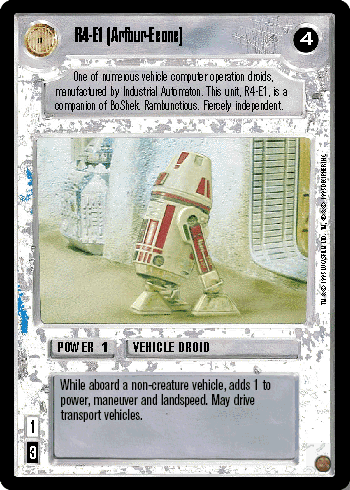 R4-E1 (Arfour-Eeone)
4
One of numerous vehicle computer operation droids,
manufactured by Industrial Automaton. This unit, R4-E1, is a
companion of BoShek. Rambunctious. Fiercely independent.
POWER 1
VEHICLE DROID
While aboard a non-creature vehicle, adds 1 to
power, maneuver and landspeed. May drive
transport vehicles.
1
3